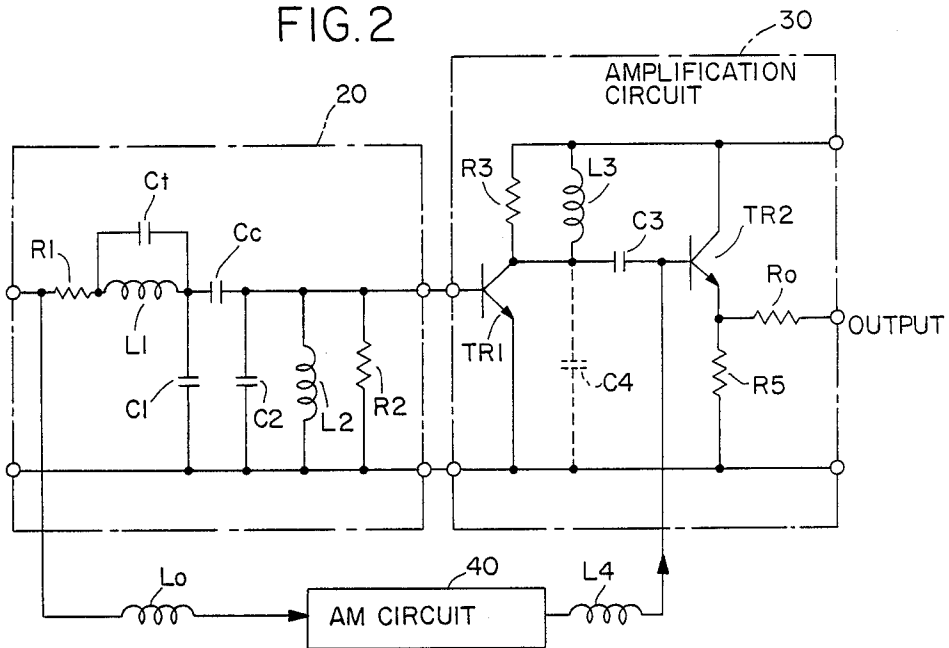 FIG. 2
30
AMPLIFICATION
CIRCUIT
20
R3
L3
Ct
C3
TR2
R1
Cc
Ro
L1
TR1
OUTPUT
C4
R5
C1
C2
L2
R2
Lo
40
L4
AM CIRCUIT